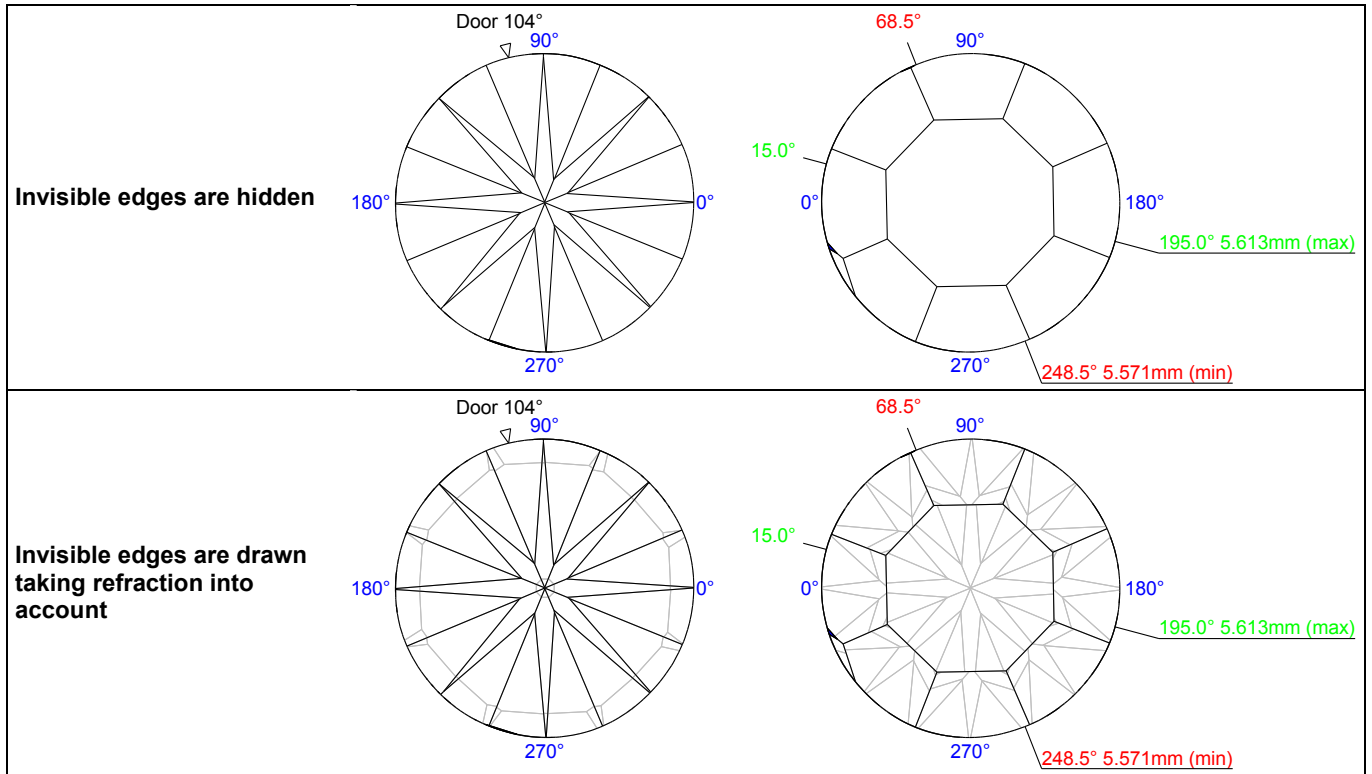 Invisible edges are hidden
Door 104°
90°
180°
0°
270°
68.5°
90°
15.0°
0°
180°
195.0° 5.613mm (max)
270°
248.5° 5.571mm (min)
Invisible edges are drawn
taking refraction into
account
Door 104°
90°
180°
0°
270°
68.5°
90°
15.0°
0°
180°
195.0° 5.613mm (max)
270°
248.5° 5.571mm (min)